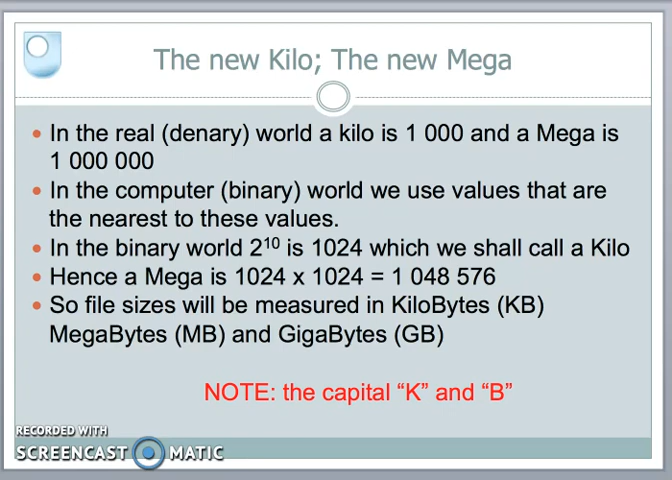 The new Kilo; The new Mega
• In the real (denary) world a kilo is 1 000 and a Mega is
1 000 000
• In the computer (binary) world we use values that are
the nearest to these values.
• In the binary world 2¹⁰ is 1024 which we shall call a Kilo
• Hence a Mega is 1024 x 1024 = 1 048 576
• So file sizes will be measured in KiloBytes (KB)
MegaBytes (MB) and GigaBytes (GB)
NOTE: the capital “K” and “B”
RECORDED WITH
SCREENCAST MATIC